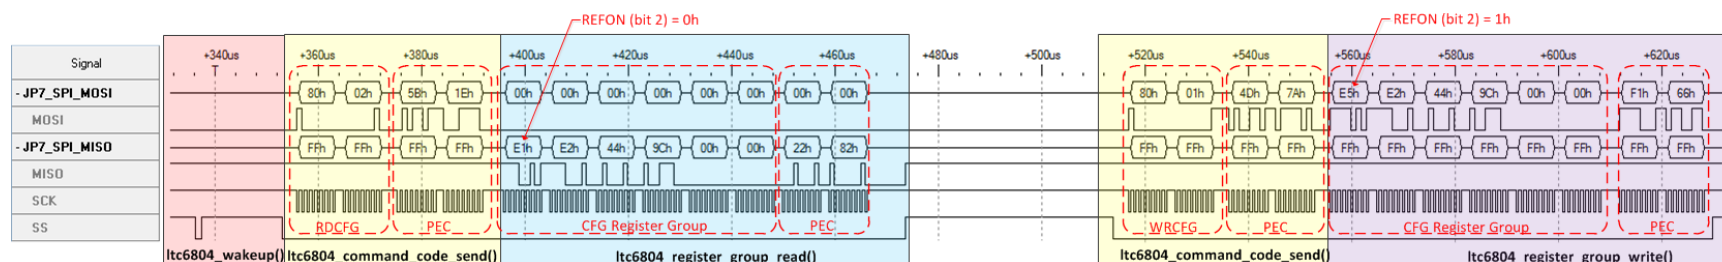 REFON (bit 2) = 0h
REFON (bit 2) = 1h
Signal
+340us +360us +380us +400us +420us +440us +460us +480us +500us +520us +540us +560us +580us +600us +620us
- JP7_SPI_MOSI 80h 02h 5Bh 1Eh 00h 00h 00h 00h 00h 00h 00h 00h 80h 01h 4Dh 7Ah E5h E2h 44h 9Ch 00h 00h F1h 66h
MOSI
- JP7_SPI_MISO FFh FFh FFh FFh E1h E2h 44h 9Ch 00h 00h 22h 82h FFh FFh FFh FFh FFh FFh FFh FFh FFh FFh FFh FFh
MISO
SCK
SS RDCFG PEC CFG Register Group PEC WRCFG PEC CFG Register Group PEC
ltc6804_wakeup() ltc6804_command_code_send() ltc6804_register_group_read() ltc6804_command_code_send() ltc6804_register_group_write()